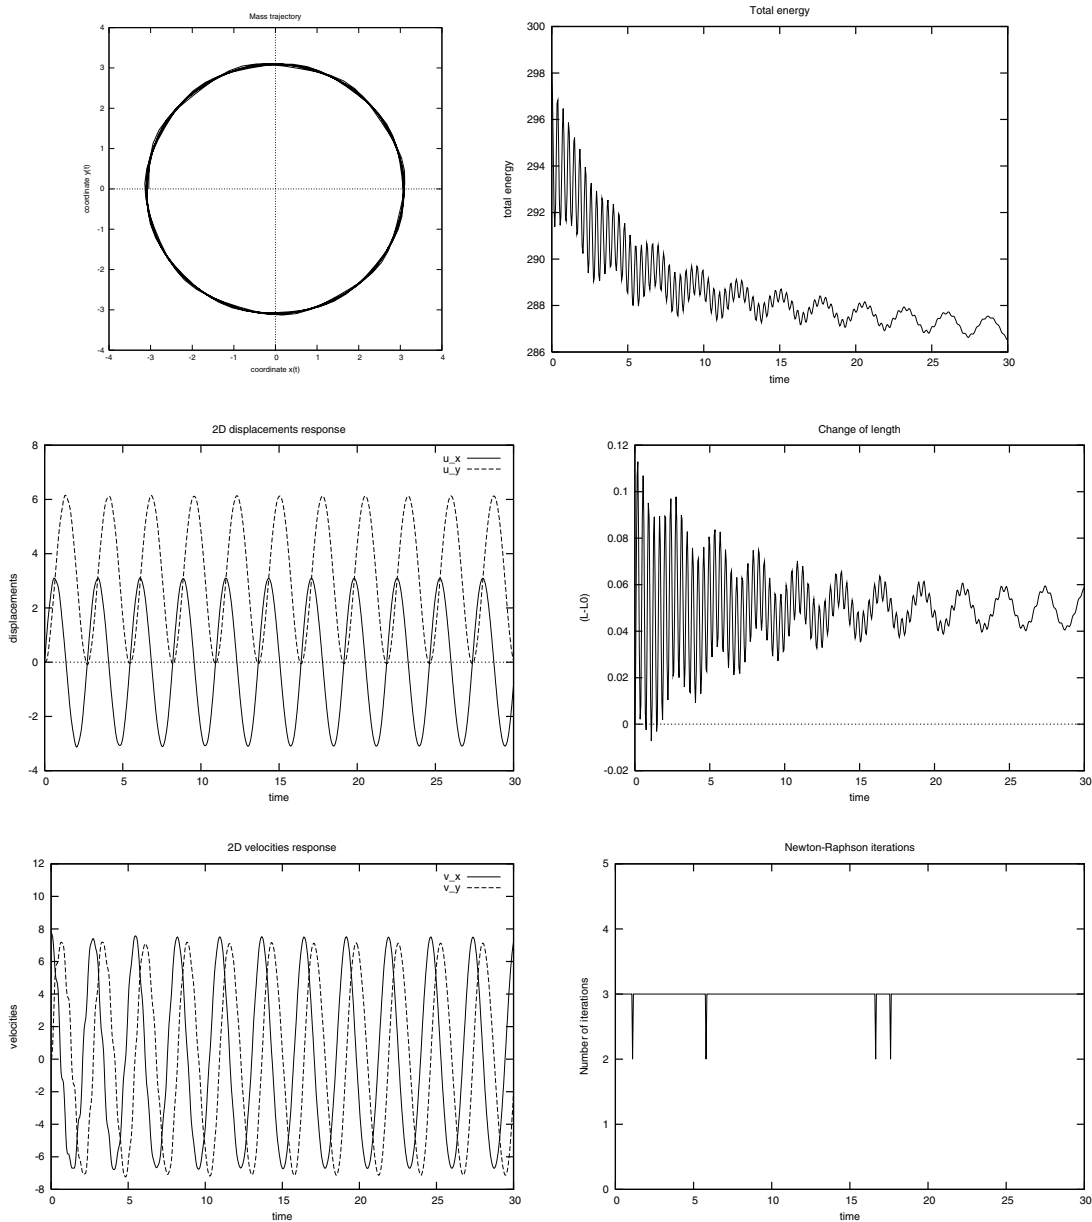 Mass trajectory
4
3
2
1
0
-1
-2
-3
-4
-4 -3 -2 -1 0 1 2 3 4
coordinate y(t)
coordinate x(t)
Total energy
300
298
296
294
292
290
288
286
0 5 10 15 20 25 30
total energy
time
2D displacements response
u_x
u_y
8
6
4
2
0
-2
-4
0 5 10 15 20 25 30
displacements
time
Change of length
0.12
0.1
0.08
0.06
0.04
0.02
0
-0.02
0 5 10 15 20 25 30
(L-L0)
time
2D velocities response
v_x
v_y
12
10
8
6
4
2
0
-2
-4
-6
-8
0 5 10 15 20 25 30
velocities
time
Newton-Raphson iterations
5
4
3
2
1
0
0 5 10 15 20 25 30
Number of iterations
time